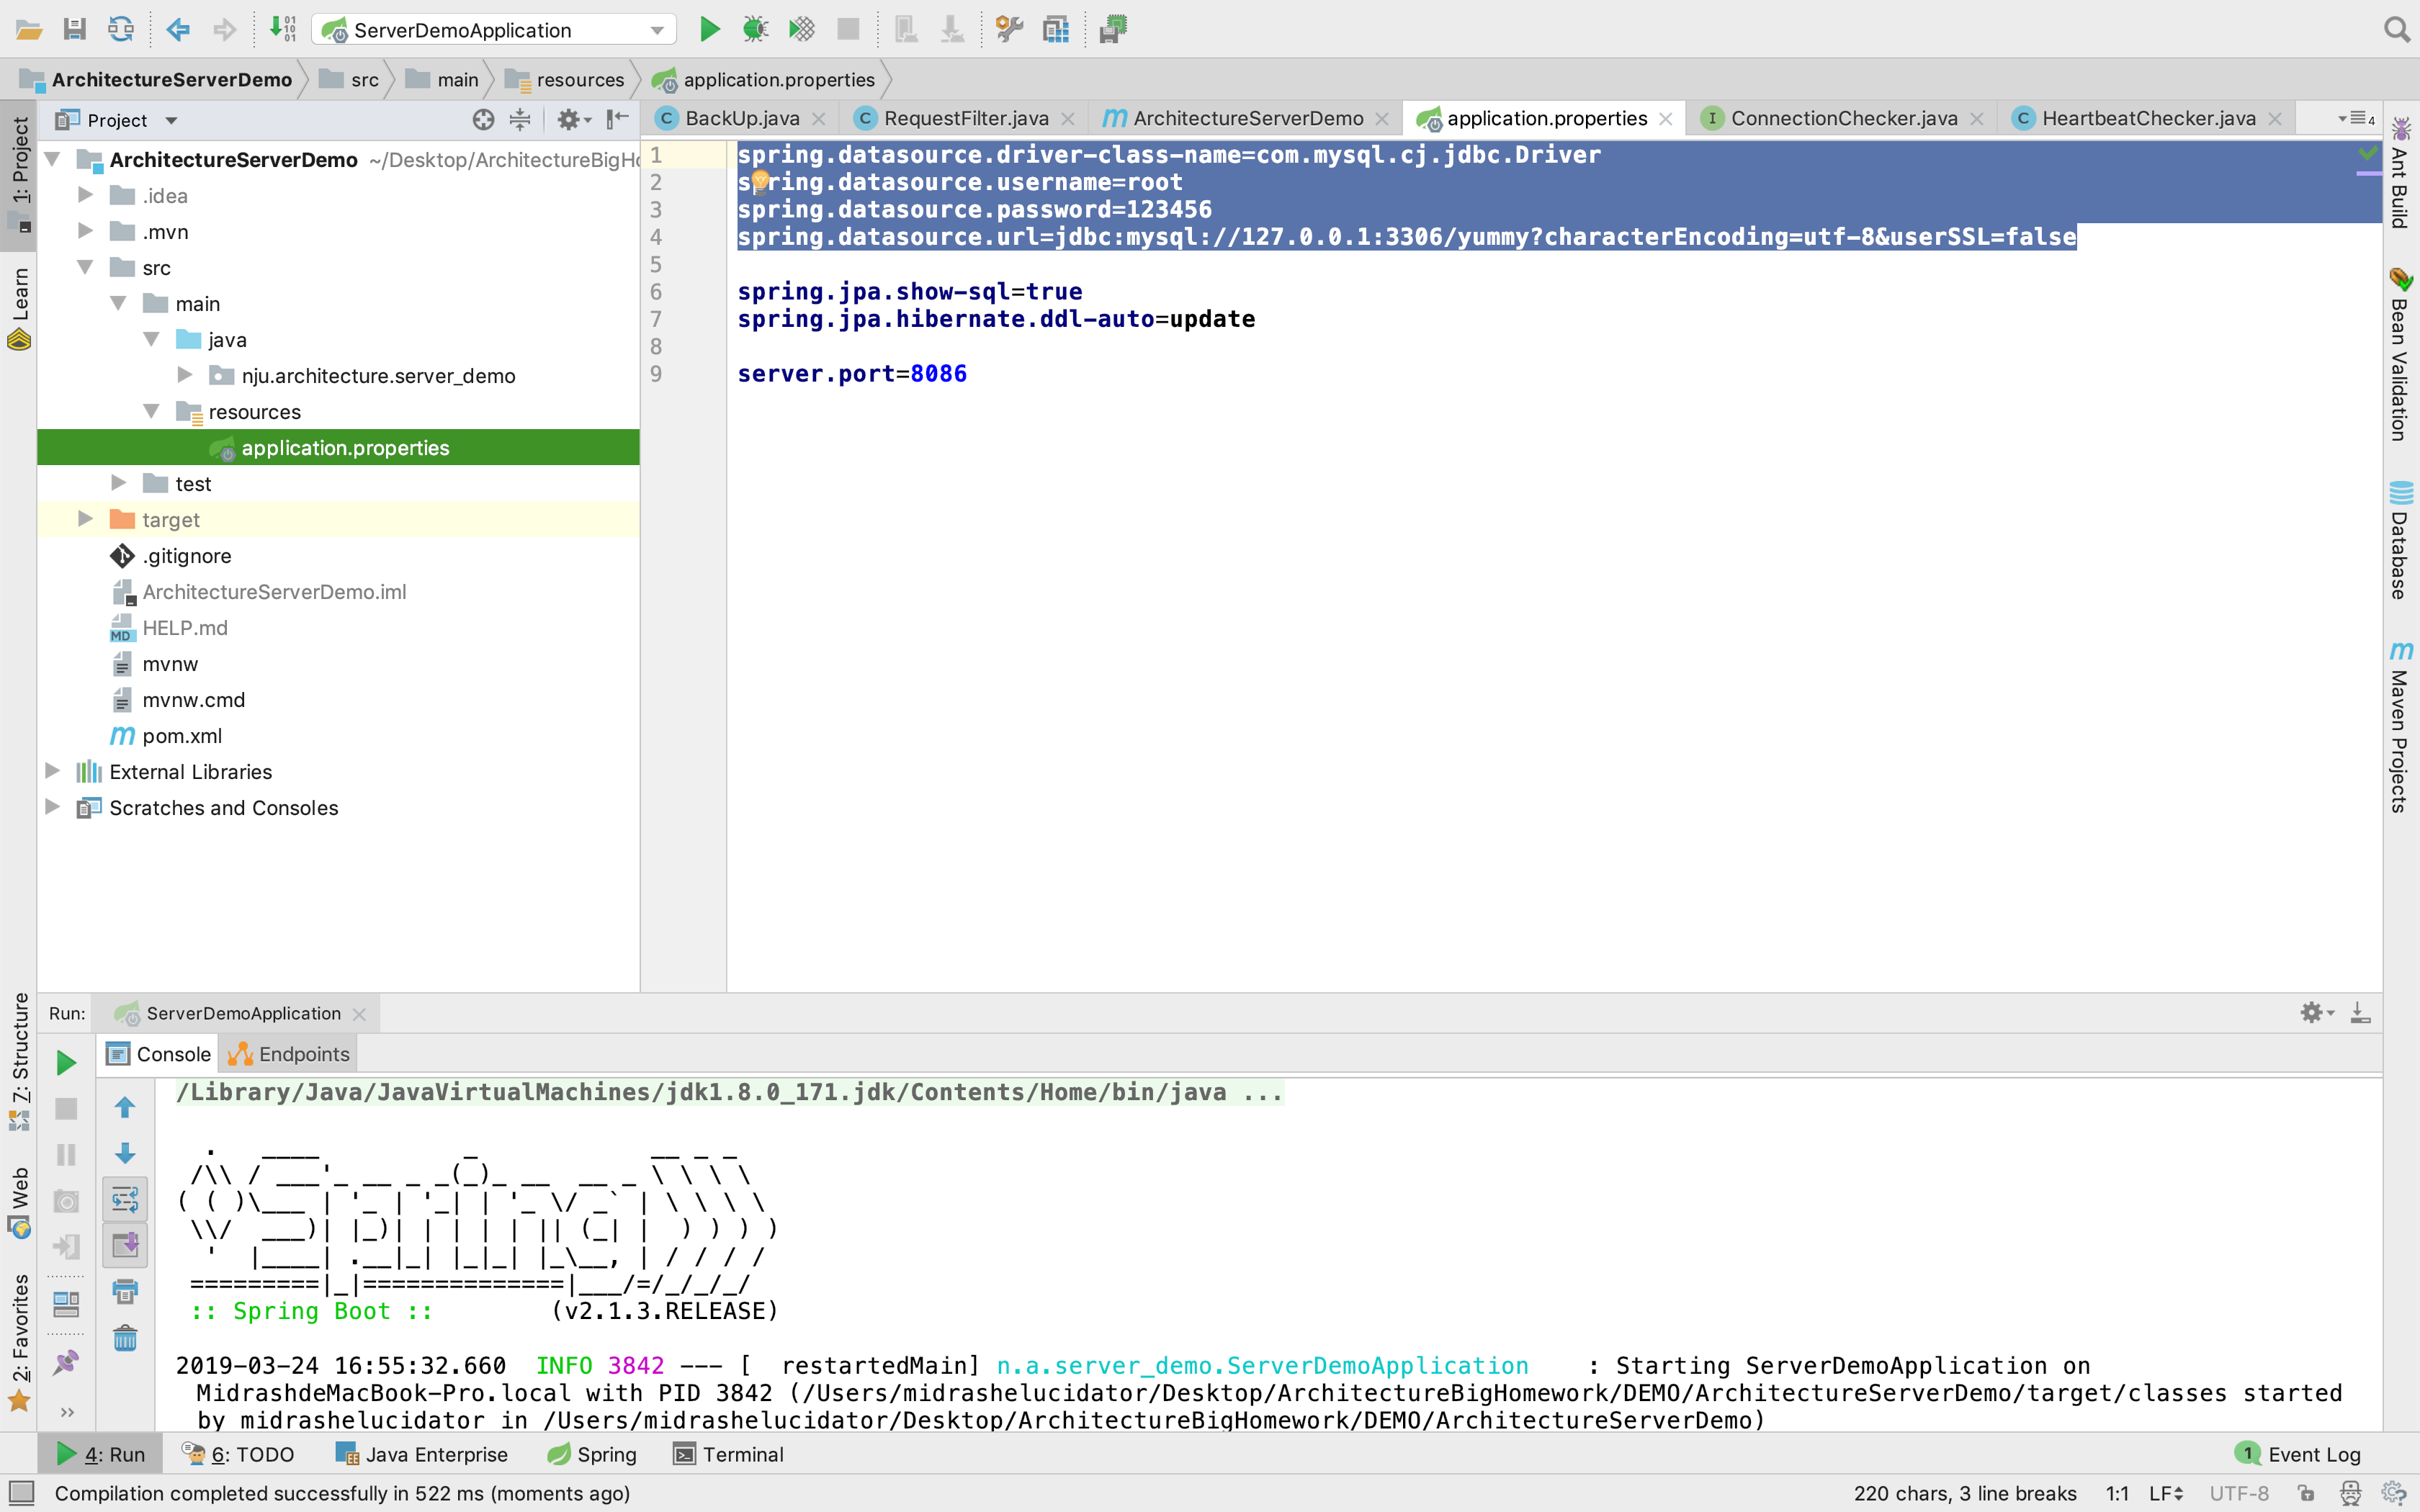 ServerDemoApplication
ArchitectureServerDemo src main resources application.properties
Project
BackUp.java RequestFilter.java ArchitectureServerDemo application.properties ConnectionChecker.java HeartbeatChecker.java 4
1: Project
Learn
7: Structure
Web
2: Favorites
ArchitectureServerDemo ~/Desktop/ArchitectureBigHo
.idea
.mvn
src
main
java
nju.architecture.server_demo
resources
application.properties
test
target
.gitignore
ArchitectureServerDemo.iml
HELP.md
mvnw
mvnw.cmd
pom.xml
External Libraries
Scratches and Consoles
1 spring.datasource.driver-class-name=com.mysql.cj.jdbc.Driver
2 spring.datasource.username=root
3 spring.datasource.password=123456
4 spring.datasource.url=jdbc:mysql://127.0.0.1:3306/yummy?characterEncoding=utf-8&userSSL=false
5
6 spring.jpa.show-sql=true
7 spring.jpa.hibernate.ddl-auto=update
8
9 server.port=8086
Ant Build
Bean Validation
Database
Maven Projects
Run: ServerDemoApplication
Console Endpoints
/Library/Java/JavaVirtualMachines/jdk1.8.0_171.jdk/Contents/Home/bin/java ...
:: Spring Boot :: (v2.1.3.RELEASE)
2019-03-24 16:55:32.660 INFO 3842 --- [ restartedMain] n.a.server_demo.ServerDemoApplication : Starting ServerDemoApplication on
MidrashdeMacBook-Pro.local with PID 3842 (/Users/midrashelucidator/Desktop/ArchitectureBigHomework/DEMO/ArchitectureServerDemo/target/classes started
by midrashelucidator in /Users/midrashelucidator/Desktop/ArchitectureBigHomework/DEMO/ArchitectureServerDemo)
4: Run 6: TODO Java Enterprise Spring Terminal 1 Event Log
Compilation completed successfully in 522 ms (moments ago) 220 chars, 3 line breaks 1:1 LF UTF-8